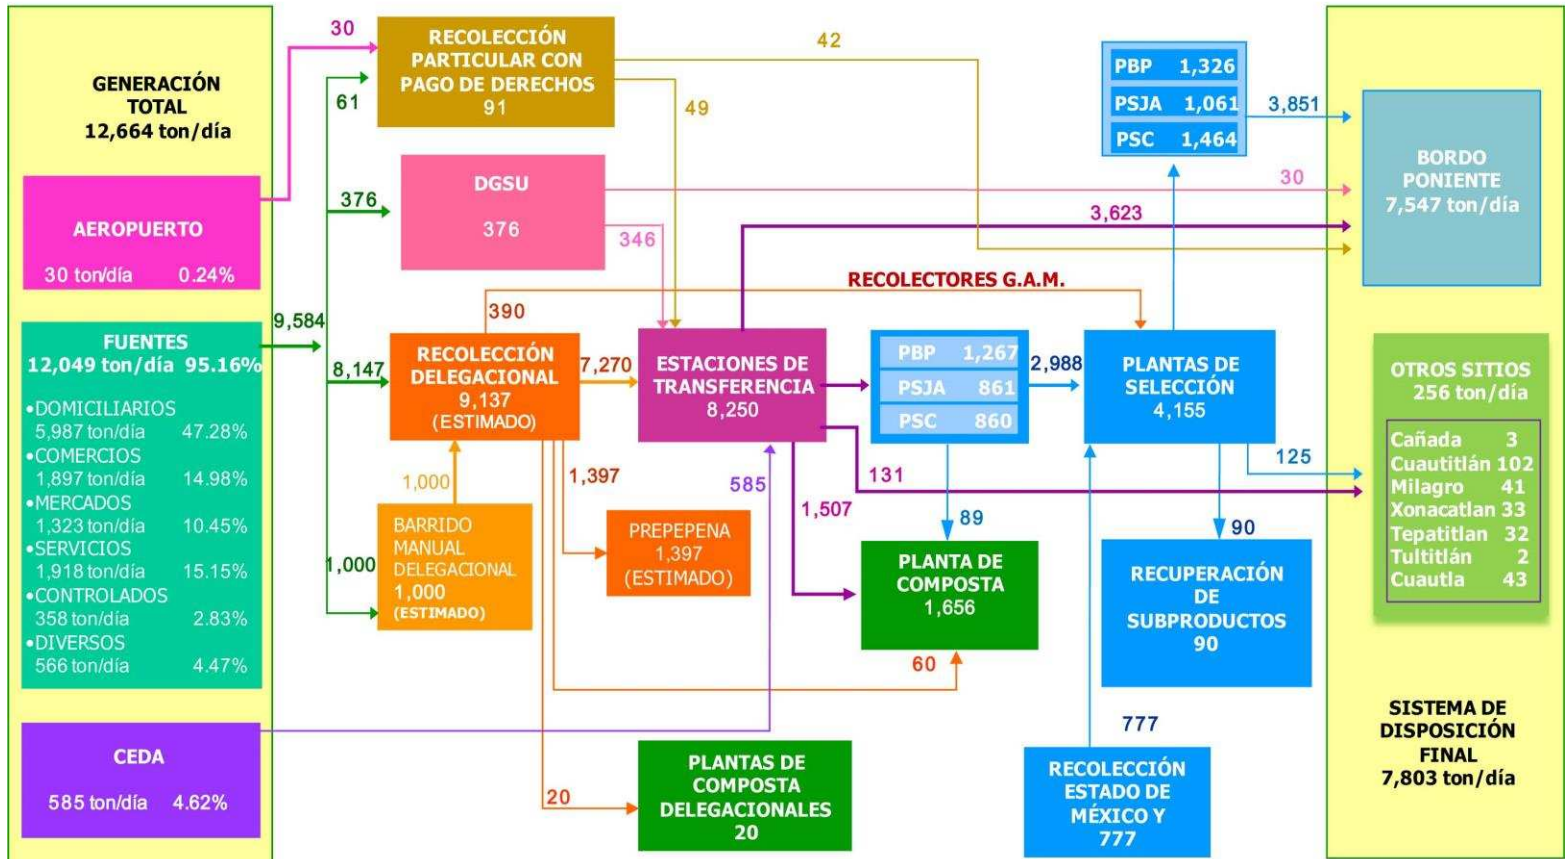 GENERACIÓN
TOTAL
12,664 ton/día
AEROPUERTO
30 ton/día 0.24%
FUENTES
12,049 ton/día 95.16%
•DOMICILIARIOS
5,987 ton/día 47.28%
•COMERCIOS
1,897 ton/día 14.98%
•MERCADOS
1,323 ton/día 10.45%
•SERVICIOS
1,918 ton/día 15.15%
•CONTROLADOS
358 ton/día 2.83%
•DIVERSOS
566 ton/día 4.47%
CEDA
585 ton/día 4.62%
30
61
376
9,584
8,147
1,000
RECOLECCIÓN
PARTICULAR CON
PAGO DE DERECHOS
91
42
49
DGSU
376
30
346
RECOLECTORES G.A.M.
390
RECOLECCIÓN
DELEGACIONAL
9,137
(ESTIMADO)
7,270
1,000
BARRIDO
MANUAL
DELEGACIONAL
1,000
(ESTIMADO)
1,397
PREPEPENA
1,397
(ESTIMADO)
585
ESTACIONES DE
TRANSFERENCIA
8,250
3,623
131
1,507
PBP 1,267
PSJA 861
PSC 860
2,988
89
PLANTA DE
COMPOSTA
1,656
60
20
PLANTAS DE
COMPOSTA
DELEGACIONALES
20
PBP 1,326
PSJA 1,061
PSC 1,464
3,851
PLANTAS DE
SELECCIÓN
4,155
125
90
RECUPERACIÓN
DE
SUBPRODUCTOS
90
777
RECOLECCIÓN
ESTADO DE
MÉXICO Y
777
BORDO
PONIENTE
7,547 ton/día
OTROS SITIOS
256 ton/día
Cañada 3
Cuautitlán 102
Milagro 41
Xonacatlan 33
Tepatitlan 32
Tultitlán 2
Cuautla 43
SISTEMA DE
DISPOSICIÓN
FINAL
7,803 ton/día